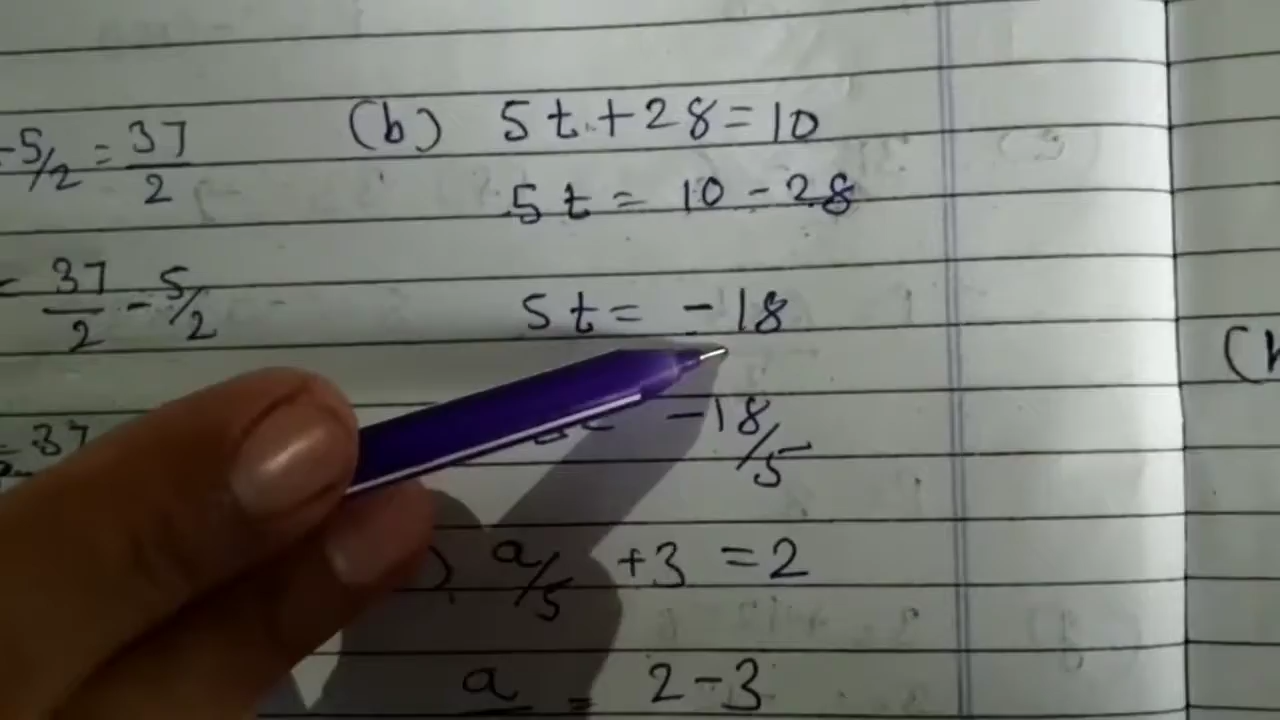 -5/2 = 37/2
(b) 5t + 28 = 10
5t = 10 - 28
= 37/2 - 5/2
5t = - 18
= 37
-18/5
) a/5 + 3 = 2
a = 2 - 3
(h